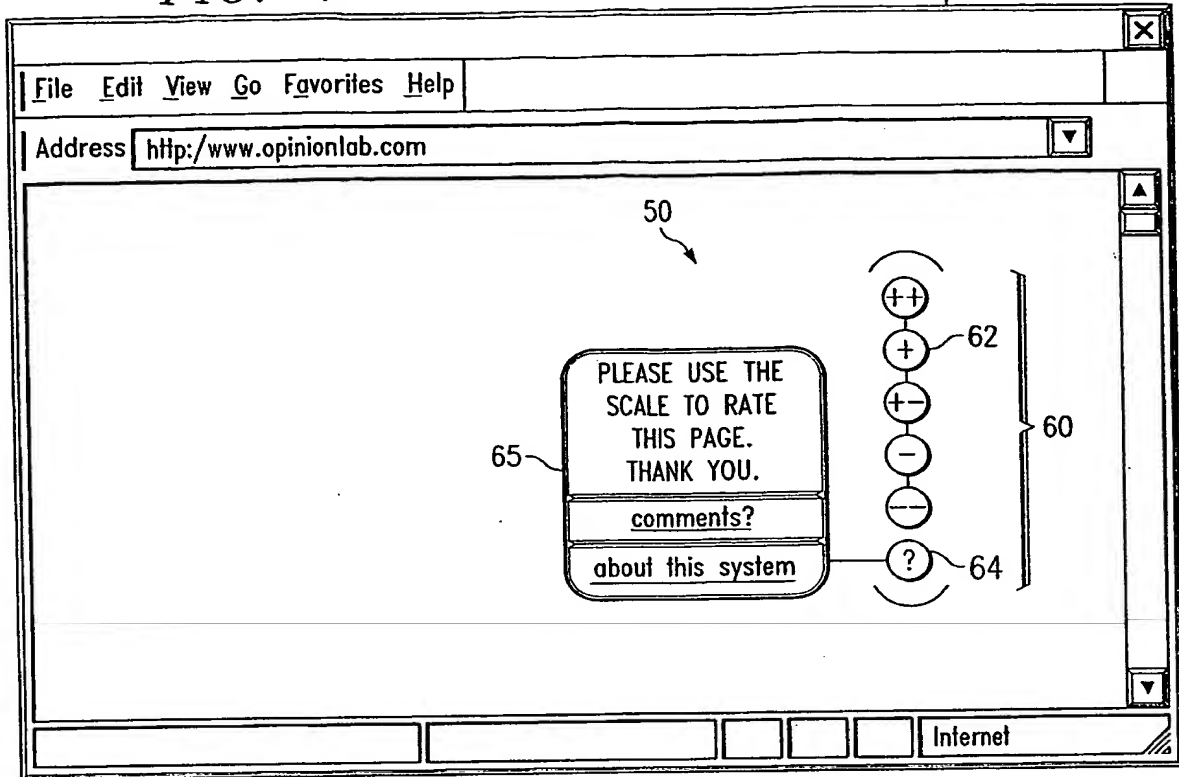 File Edit View Go Favorites Help
Address http:/www.opinionlab.com
50
++
+
62
+-
-
--
60
PLEASE USE THE
SCALE TO RATE
THIS PAGE.
THANK YOU.
65
comments?
about this system
?
64
Internet